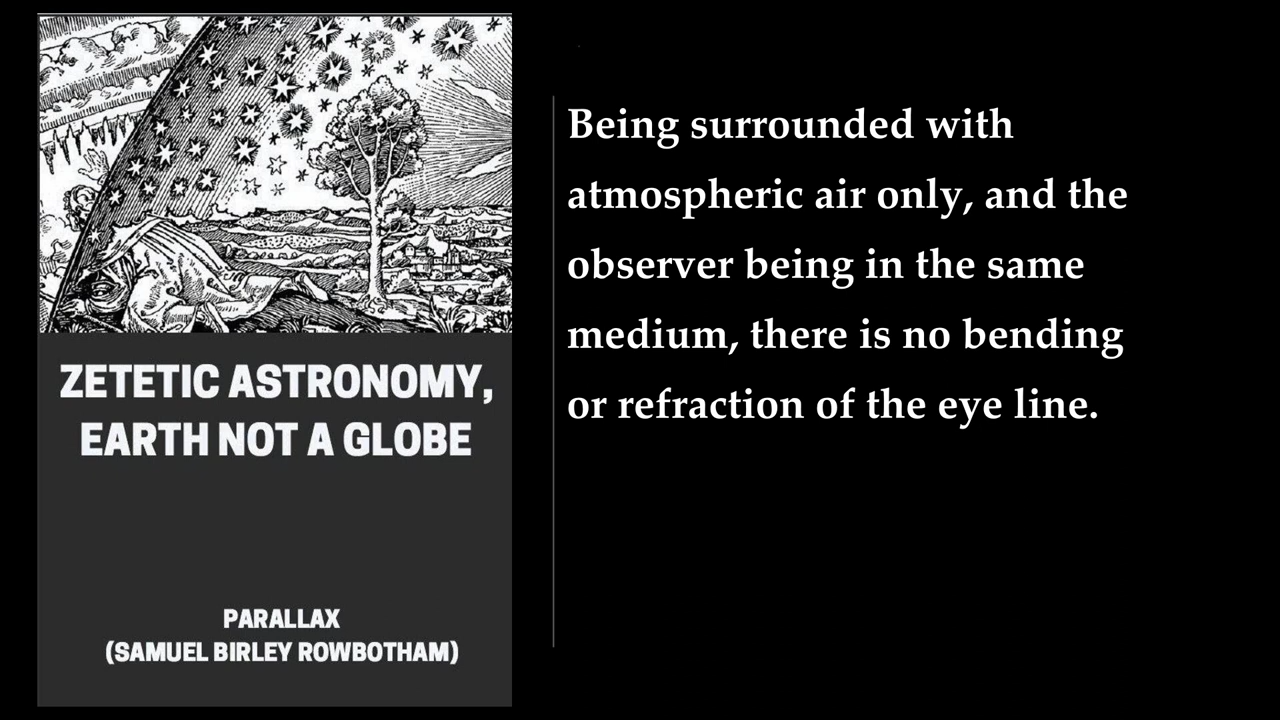 ZETETIC ASTRONOMY,
EARTH NOT A GLOBE
PARALLAX
(SAMUEL BIRLEY ROWBOTHAM)
Being surrounded with
atmospheric air only, and the
observer being in the same
medium, there is no bending
or refraction of the eye line.